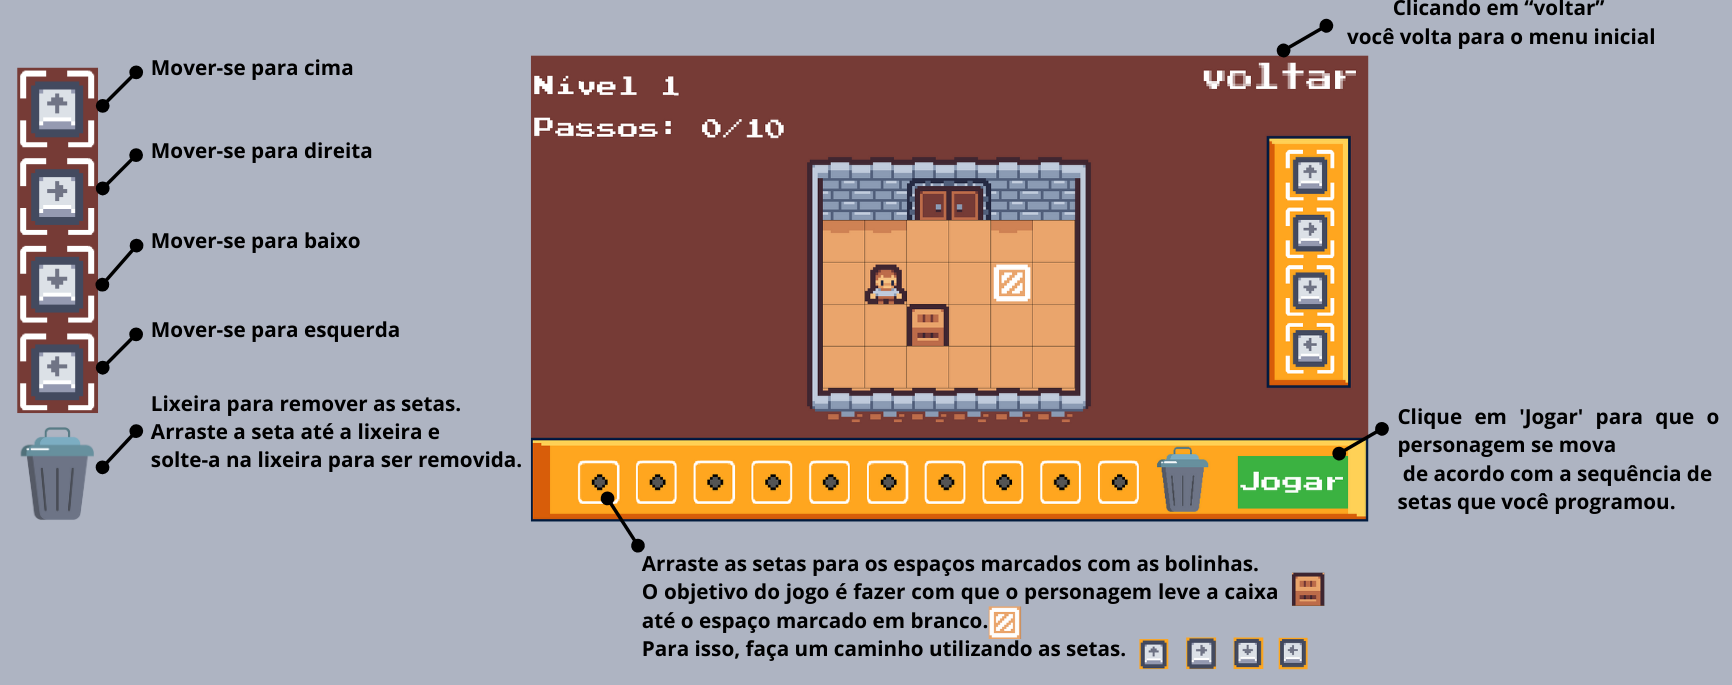 Clicando em “voltar”
você volta para o menu inicial
Mover-se para cima
Mover-se para direita
Mover-se para baixo
Mover-se para esquerda
Lixeira para remover as setas.
Arraste a seta até a lixeira e
solte-a na lixeira para ser removida.
Nível 1
Passos: 0/10
voltar
Jogar
Clique em 'Jogar' para que o
personagem se mova
de acordo com a sequência de
setas que você programou.
Arraste as setas para os espaços marcados com as bolinhas.
O objetivo do jogo é fazer com que o personagem leve a caixa
até o espaço marcado em branco.
Para isso, faça um caminho utilizando as setas.